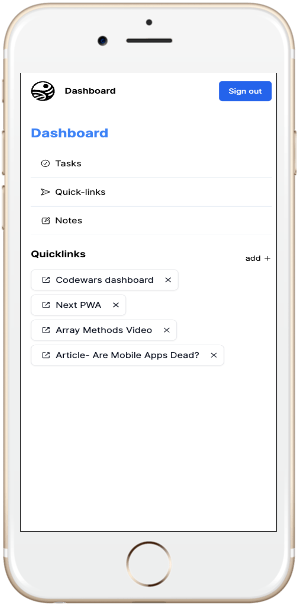 Dashboard
Sign out
Dashboard
Tasks
Quick-links
Notes
Quicklinks
add +
Codewars dashboard ×
Next PWA ×
Array Methods Video ×
Article- Are Mobile Apps Dead? ×